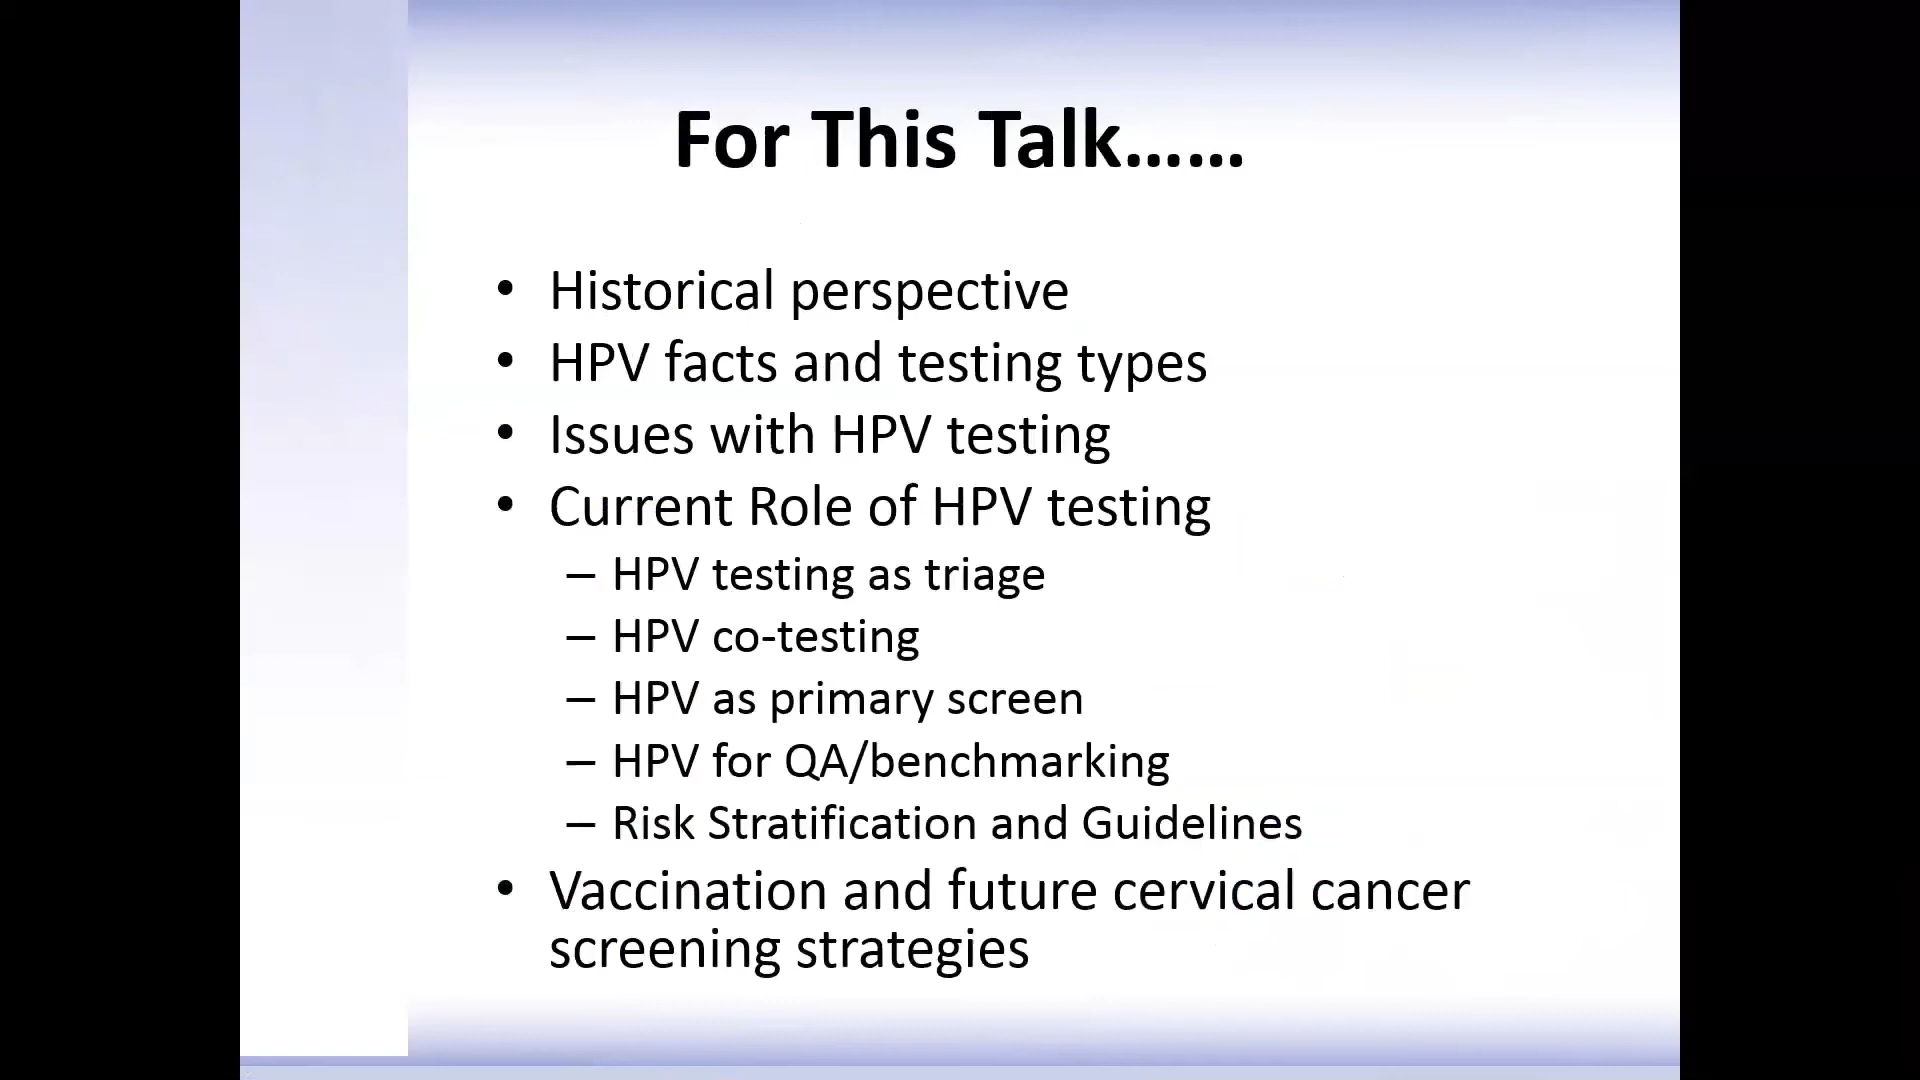 For This Talk……
• Historical perspective
• HPV facts and testing types
• Issues with HPV testing
• Current Role of HPV testing
– HPV testing as triage
– HPV co-testing
– HPV as primary screen
– HPV for QA/benchmarking
– Risk Stratification and Guidelines
• Vaccination and future cervical cancer
screening strategies